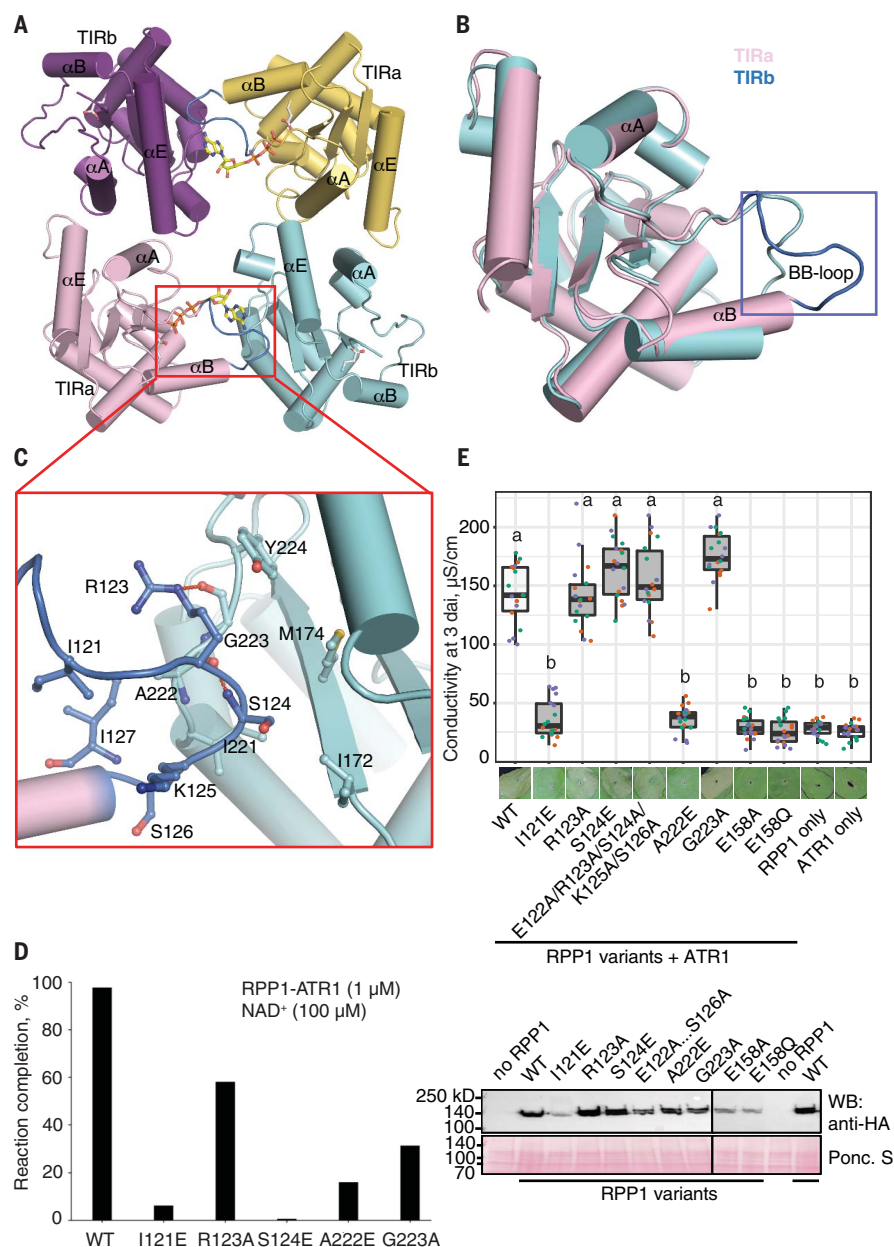 A
TIRb
αB
αB
TIRa
αE
αA
αE
αA
αE
αA
αE
αA
TIRa
αB
TIRb
αB
B
TIRa
TIRb
αA
BB-loop
αB
C
Y224
R123
I121
G223
M174
A222
S124
I127
I221
I172
K125
S126
D
Reaction completion, %
100
80
60
40
20
0
RPP1-ATR1 (1 μM)
NAD⁺ (100 μM)
WT I121E R123A S124E A222E G223A
E
Conductivity at 3 dai, μS/cm
200
150
100
50
0
a
b
a
a
a
b
a
b
b
b
b
WT
I121E
R123A
S124E
E122A/R123A/S124A/
K125A/S126A
A222E
G223A
E158A
E158Q
RPP1 only
ATR1 only
RPP1 variants + ATR1
no RPP1
WT
I121E
R123A
S124E
E122A...S126A
A222E
G223A
E158A
E158Q
no RPP1
WT
250 kD
140
100
WB:
anti-HA
140
100
70
Ponc. S
RPP1 variants